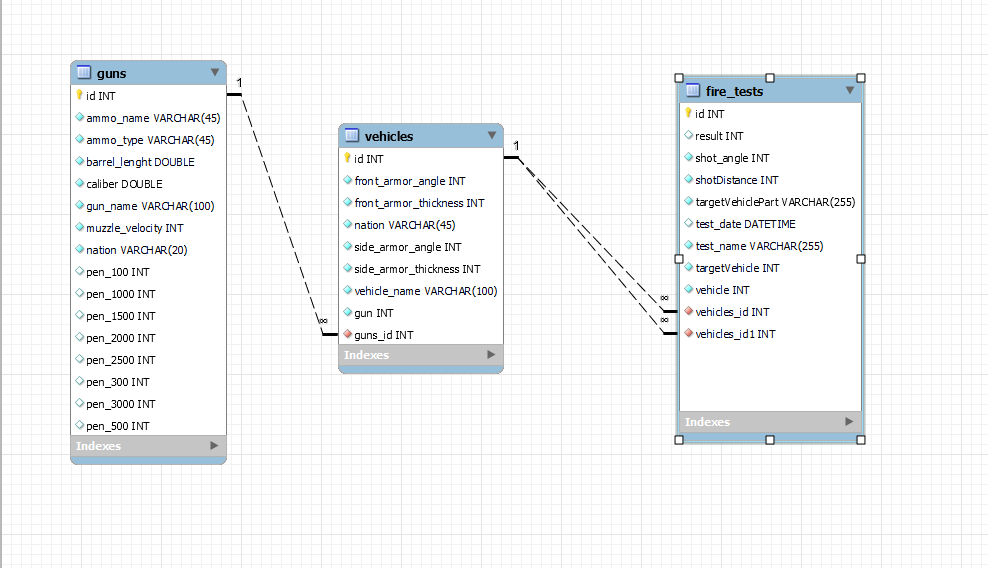 guns
id INT
ammo_name VARCHAR(45)
ammo_type VARCHAR(45)
barrel_lenght DOUBLE
caliber DOUBLE
gun_name VARCHAR(100)
muzzle_velocity INT
nation VARCHAR(20)
pen_100 INT
pen_1000 INT
pen_1500 INT
pen_2000 INT
pen_2500 INT
pen_300 INT
pen_3000 INT
pen_500 INT
Indexes
1
∞
vehicles
id INT
front_armor_angle INT
front_armor_thickness INT
nation VARCHAR(45)
side_armor_angle INT
side_armor_thickness INT
vehicle_name VARCHAR(100)
gun INT
guns_id INT
Indexes
1
∞
∞
fire_tests
id INT
result INT
shot_angle INT
shotDistance INT
targetVehiclePart VARCHAR(255)
test_date DATETIME
test_name VARCHAR(255)
targetVehicle INT
vehicle INT
vehicles_id INT
vehicles_id1 INT
Indexes